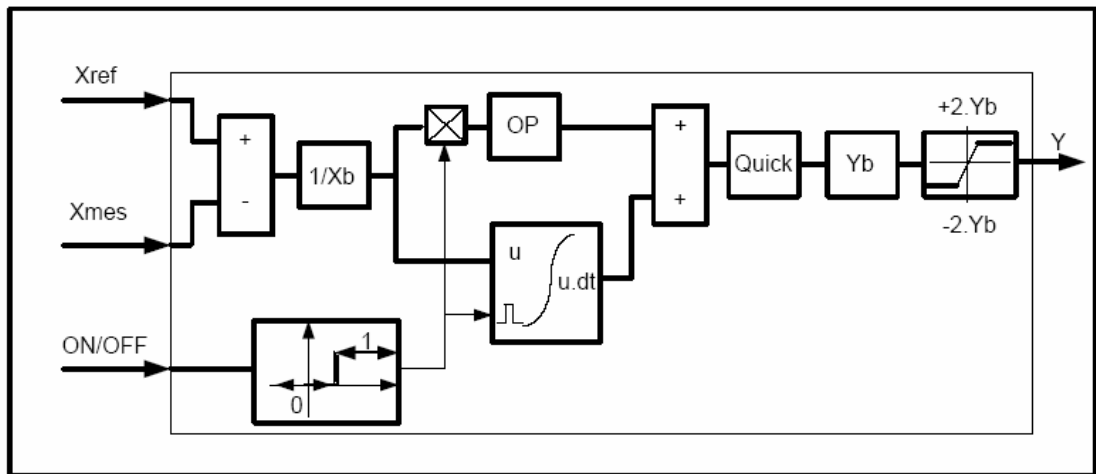 Xref
+2.Yb
+
OP
+
Y
1/Xb
Quick
Yb
-
+
Xmes
-2.Yb
u
u.dt
ON/OFF
1
0